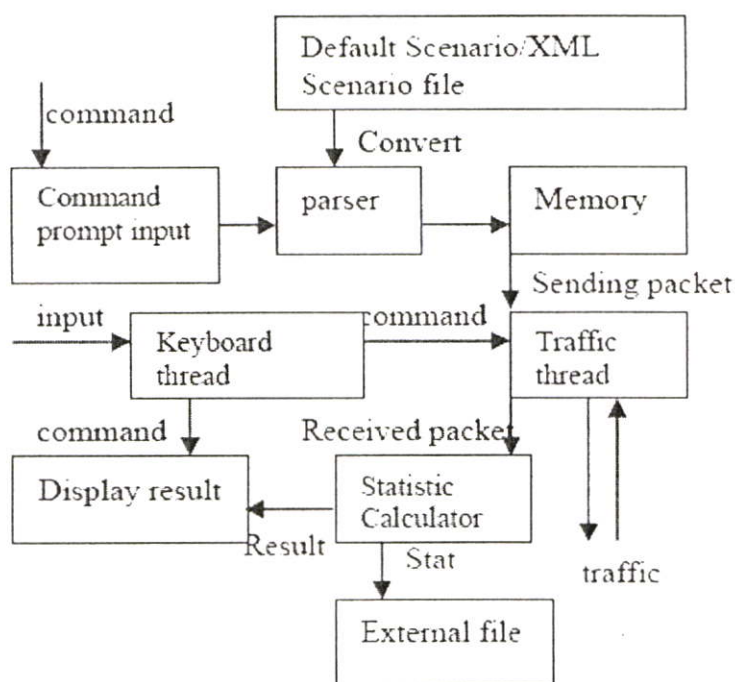 Default Scenario/XML
Scenario file
command
Convert
Command
prompt input
parser
Memory
Sending packet
input
command
Keyboard
thread
Traffic
thread
command
Received packet
Display result
Statistic
Calculator
Result
Stat
traffic
External file